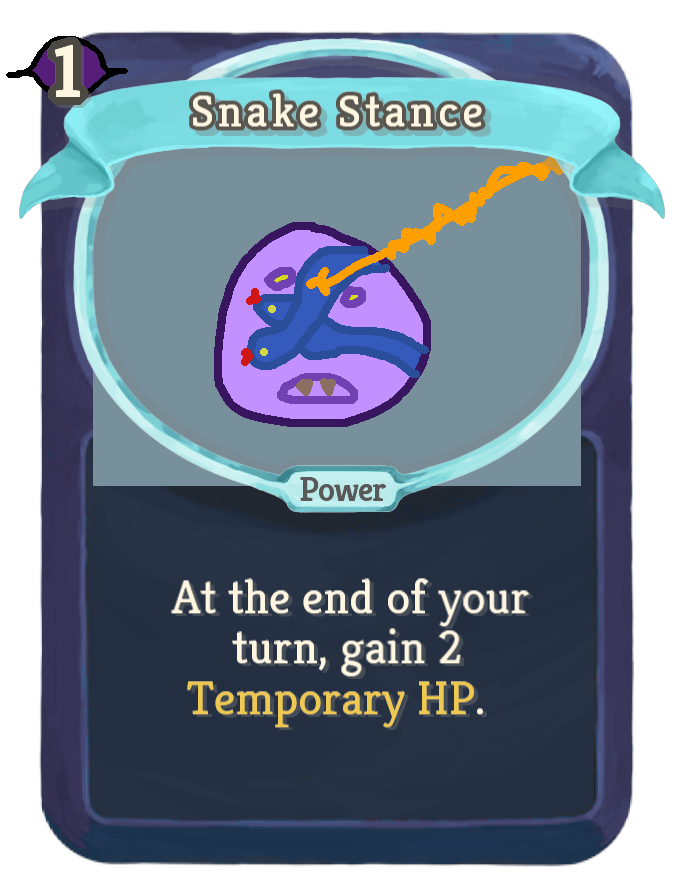 1
Snake Stance
Power
At the end of your
turn, gain 2
Temporary HP.